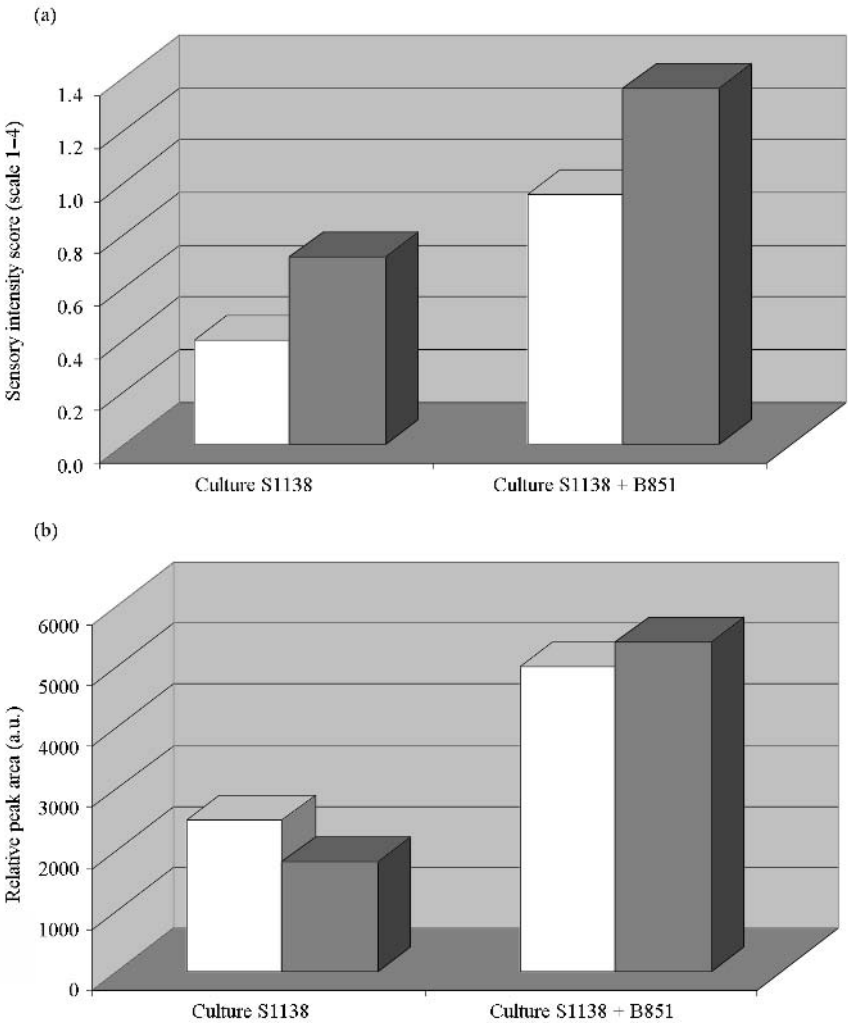 (a)
Sensory intensity score (scale 1–4)
1.4
1.2
1.0
0.8
0.6
0.4
0.2
0.0
Culture S1138
Culture S1138 + B851
(b)
Relative peak area (a.u.)
6000
5000
4000
3000
2000
1000
0
Culture S1138
Culture S1138 + B851